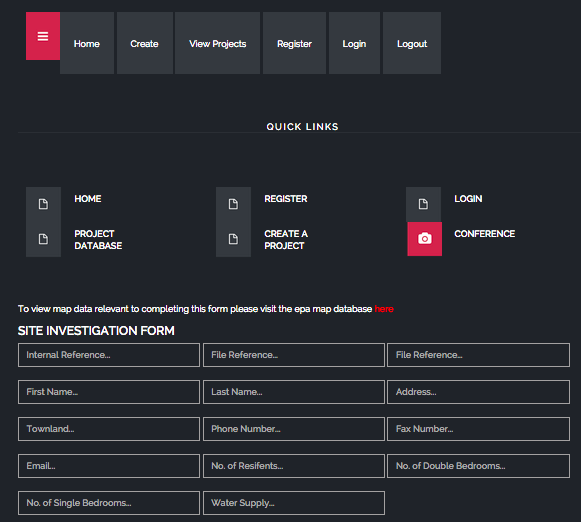 Home Create View Projects Register Login Logout
QUICK LINKS
HOME REGISTER LOGIN
PROJECT DATABASE CREATE A PROJECT CONFERENCE
To view map data relevant to completing this form please visit the epa map database here
SITE INVESTIGATION FORM
Internal Reference... File Reference... File Reference...
First Name... Last Name... Address...
Townland... Phone Number... Fax Number...
Email... No. of Resifents... No. of Double Bedrooms...
No. of Single Bedrooms... Water Supply...